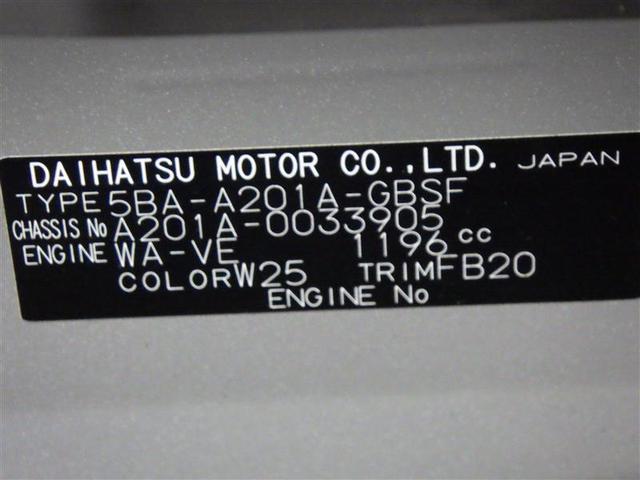 DAIHATSU MOTOR CO.,LTD. JAPAN
TYPE 5BA-A201A-GBSF
CHASSIS No A201A-0033905
ENGINE WA-VE 1196 cc
COLOR W25 TRIM FB20
ENGINE No